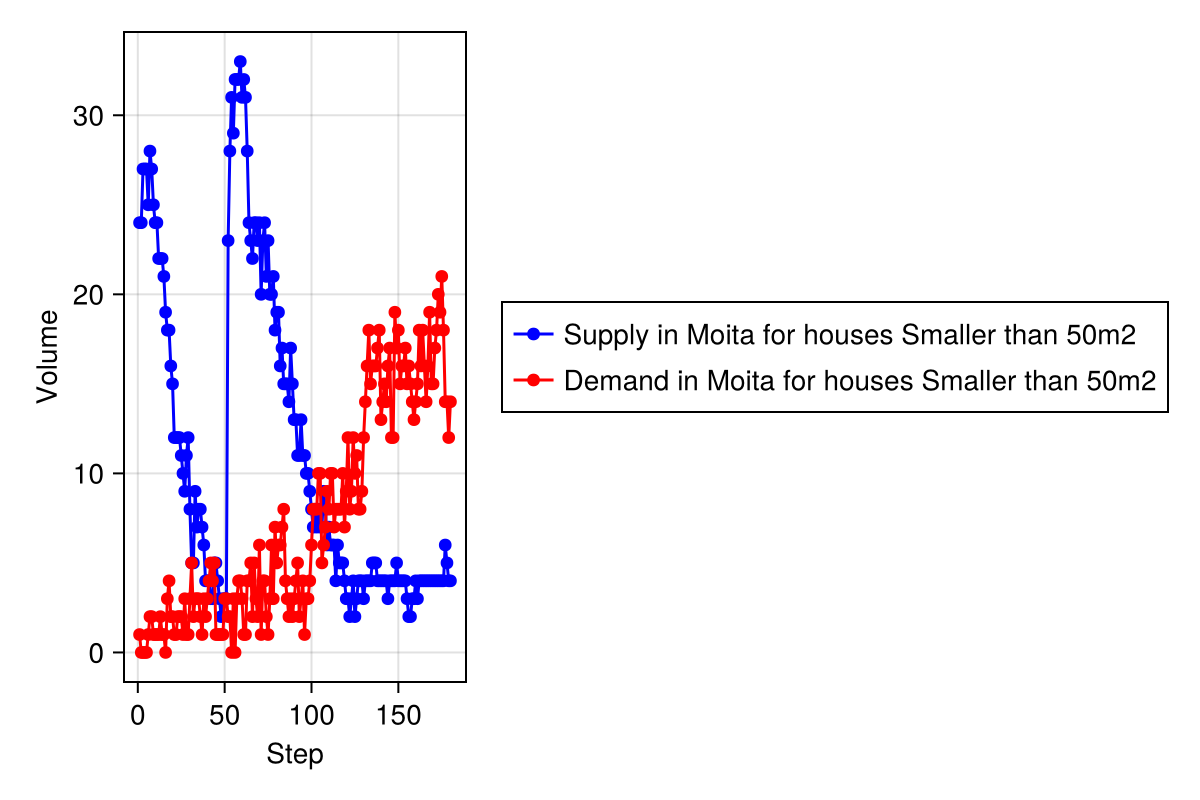 30
20
10
0
Volume
0 50 100 150
Step
Supply in Moita for houses Smaller than 50m2
Demand in Moita for houses Smaller than 50m2